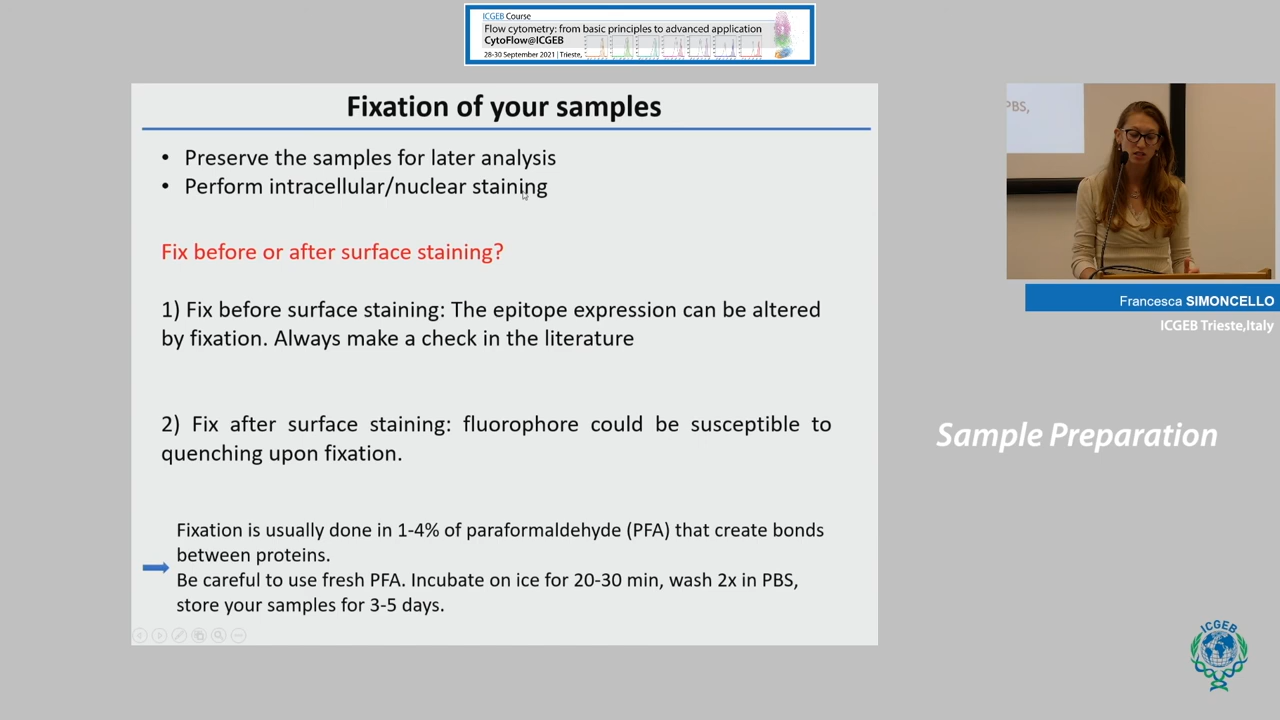 ICGEB Course
Flow cytometry: from basic principles to advanced application
CytoFlow@ICGEB
28-30 September 2021 | Trieste,
Fixation of your samples
• Preserve the samples for later analysis
• Perform intracellular/nuclear staining
Fix before or after surface staining?
1) Fix before surface staining: The epitope expression can be altered
by fixation. Always make a check in the literature
2) Fix after surface staining: fluorophore could be susceptible to
quenching upon fixation.
Fixation is usually done in 1-4% of paraformaldehyde (PFA) that create bonds
between proteins.
Be careful to use fresh PFA. Incubate on ice for 20-30 min, wash 2x in PBS,
store your samples for 3-5 days.
PBS,
Francesca SIMONCELLO
ICGEB Trieste,Italy
Sample Preparation
ICGEB